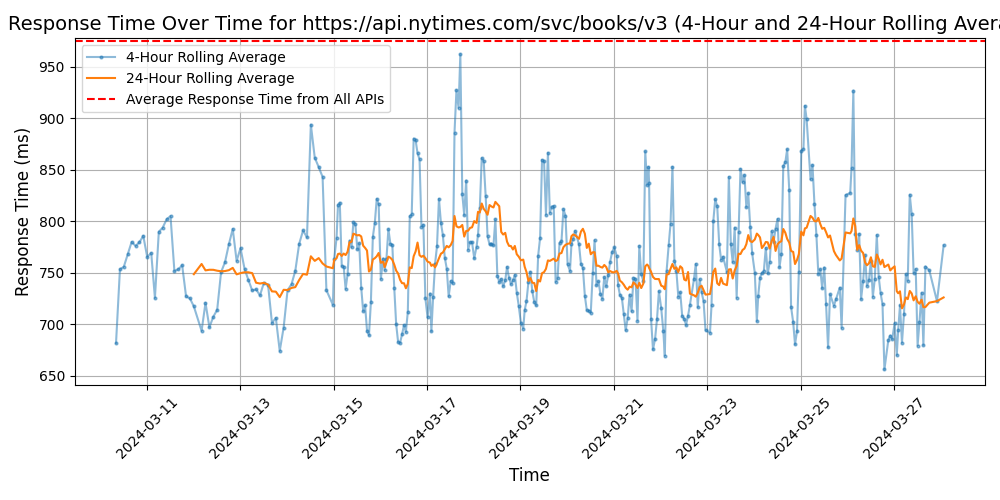 Response Time Over Time for https://api.nytimes.com/svc/books/v3 (4-Hour and 24-Hour Rolling Avera
4-Hour Rolling Average
24-Hour Rolling Average
Average Response Time from All APIs
Response Time (ms)
950
900
850
800
750
700
650
2024-03-11
2024-03-13
2024-03-15
2024-03-17
2024-03-19
2024-03-21
2024-03-23
2024-03-25
2024-03-27
Time